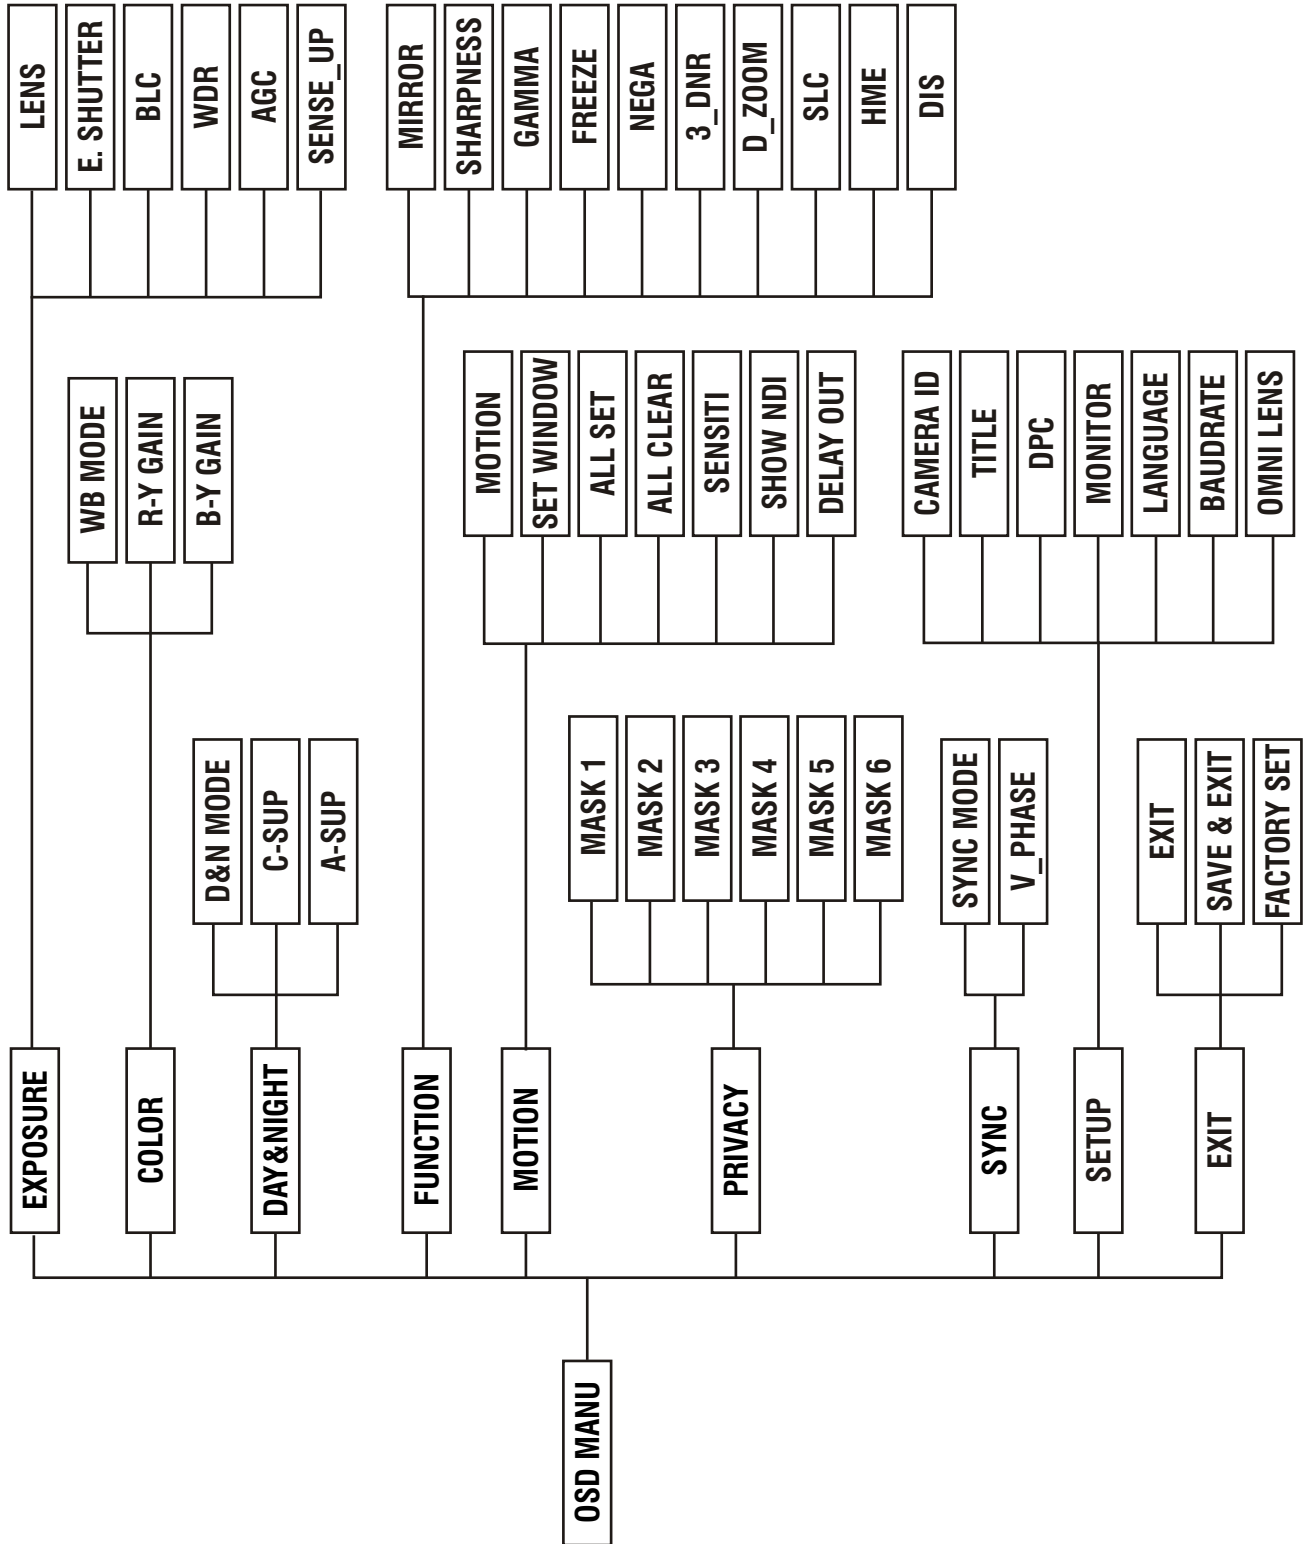 OSD MANU
EXPOSURE
LENS
E. SHUTTER
BLC
WDR
AGC
SENSE_UP
COLOR
WB MODE
R-Y GAIN
B-Y GAIN
DAY&NIGHT
D&N MODE
C-SUP
A-SUP
FUNCTION
MIRROR
SHARPNESS
GAMMA
FREEZE
NEGA
3_DNR
D_ZOOM
SLC
HME
DIS
MOTION
MOTION
SET WINDOW
ALL SET
ALL CLEAR
SENSITI
SHOW NDI
DELAY OUT
PRIVACY
MASK 1
MASK 2
MASK 3
MASK 4
MASK 5
MASK 6
SYNC
SYNC MODE
V_PHASE
SETUP
CAMERA ID
TITLE
DPC
MONITOR
LANGUAGE
BAUDRATE
OMNI LENS
EXIT
EXIT
SAVE & EXIT
FACTORY SET